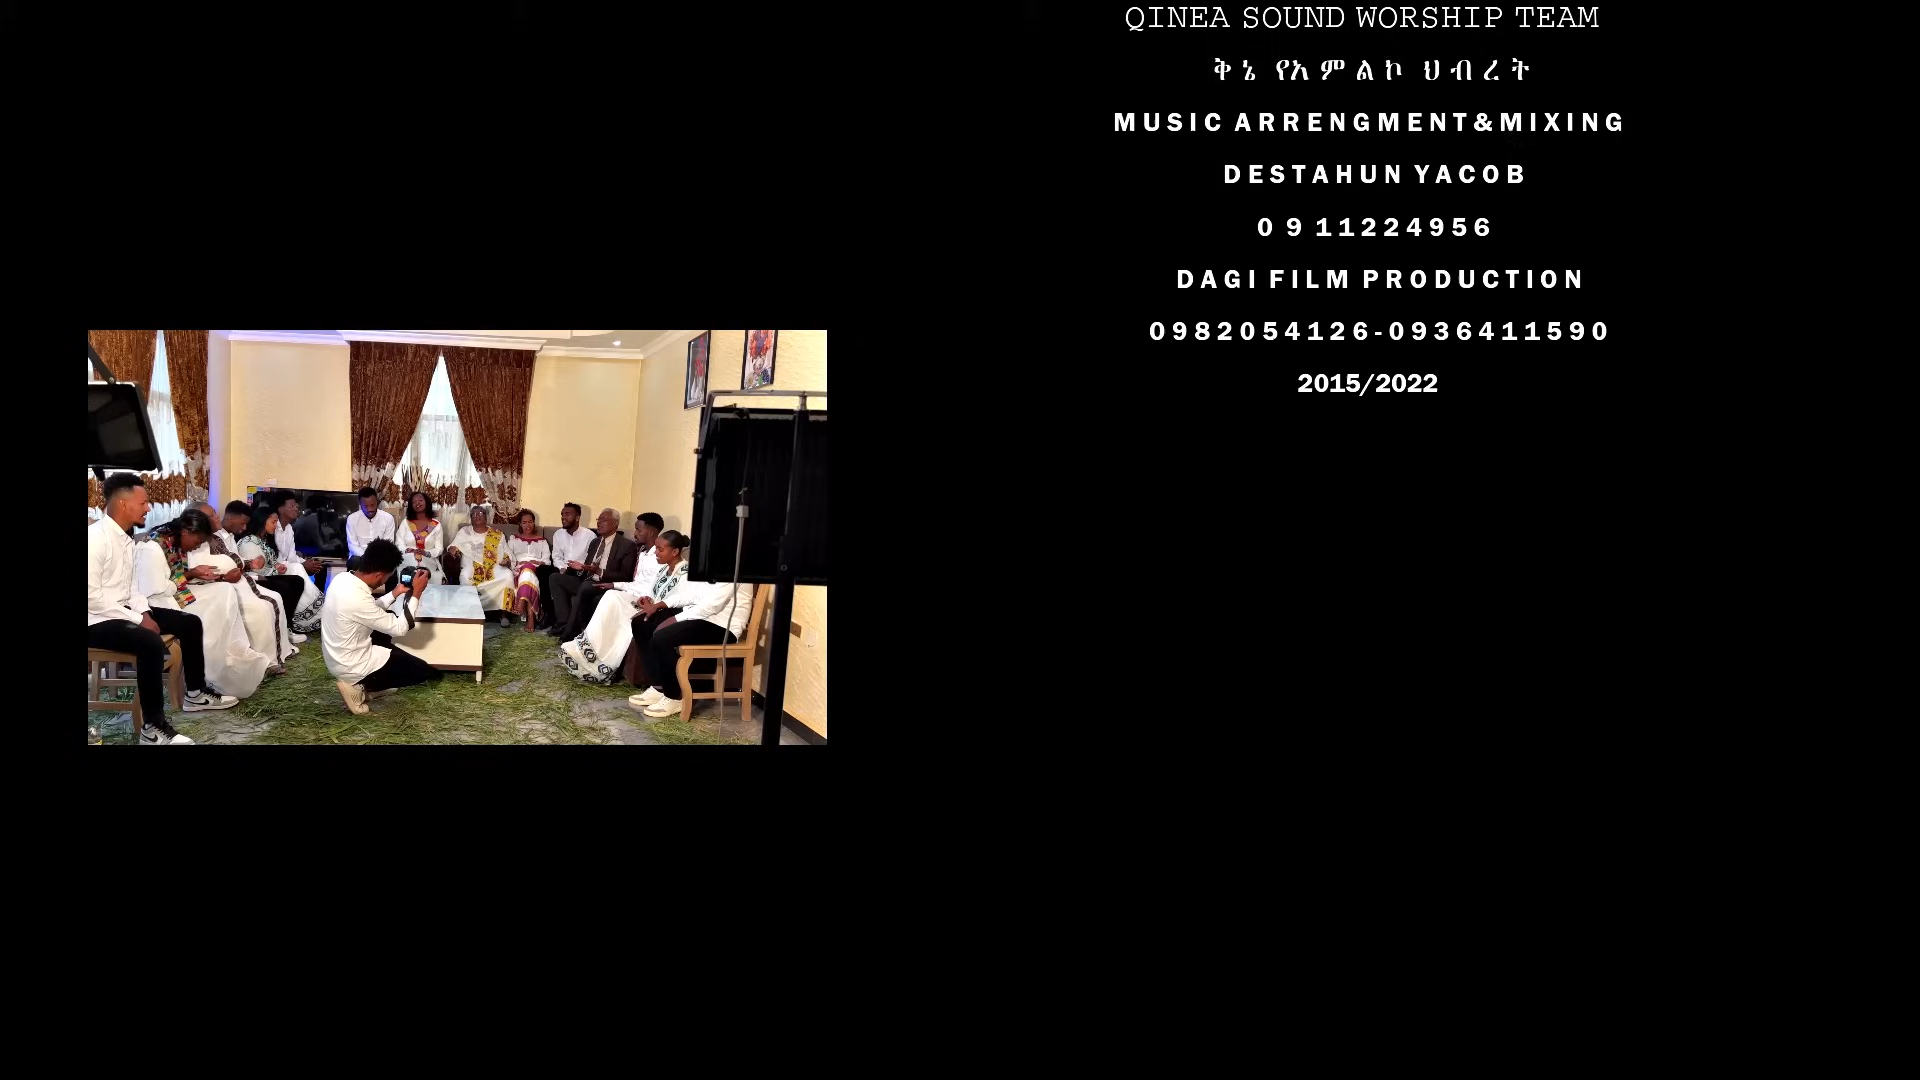 QINEA SOUND WORSHIP TEAM
ቅኔ የአምልኮ ህብረት
MUSIC ARRENGMENT&MIXING
DESTAHUN YACOB
0911224956
DAGI FILM PRODUCTION
0982054126-0936411590
2015/2022